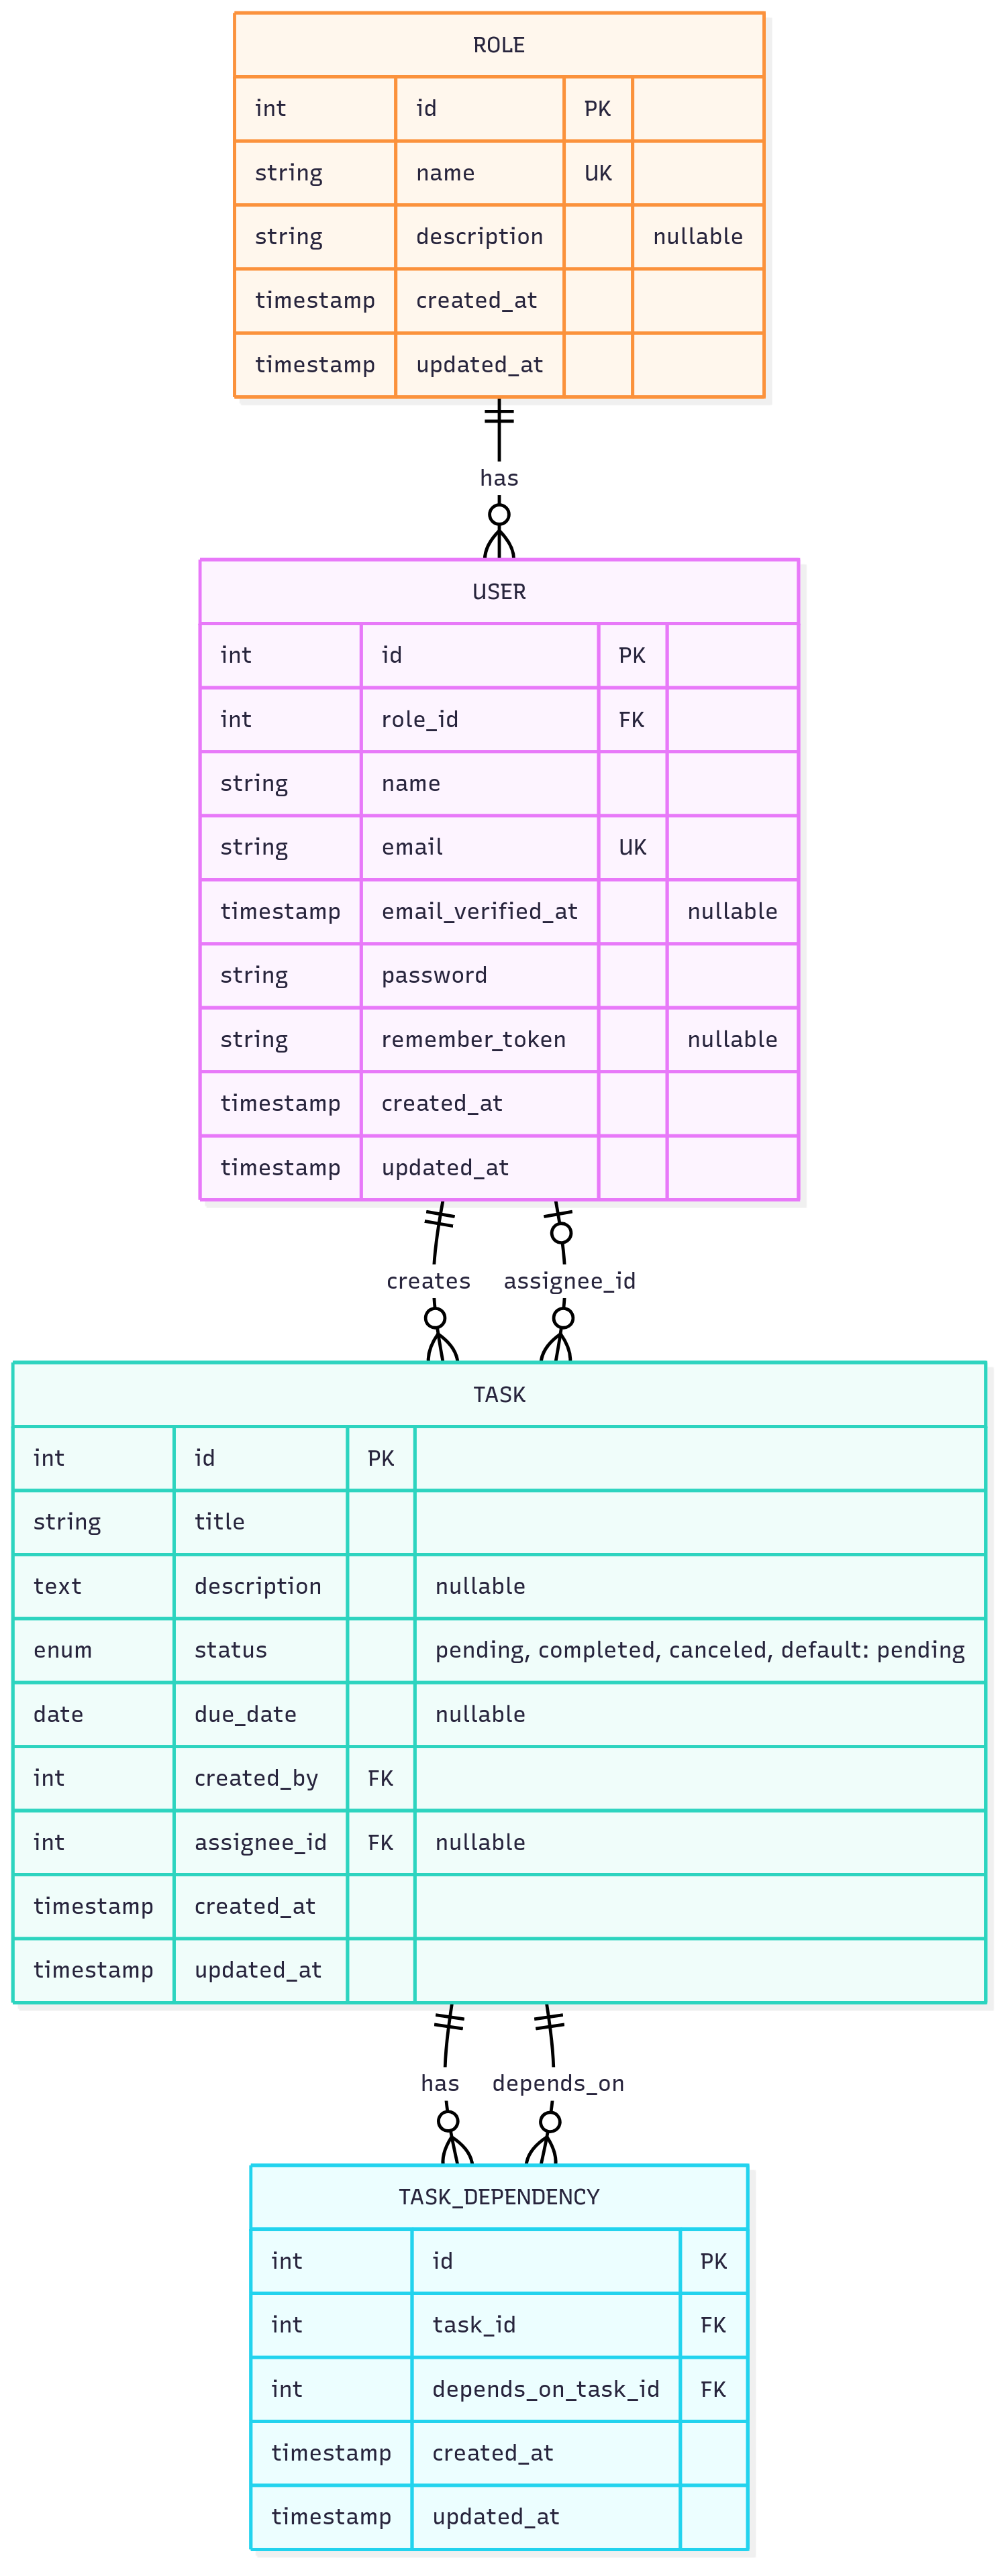 ROLE
int id PK
string name UK
string description nullable
timestamp created_at
timestamp updated_at
has
USER
int id PK
int role_id FK
string name
string email UK
timestamp email_verified_at nullable
string password
string remember_token nullable
timestamp created_at
timestamp updated_at
creates assignee_id
TASK
int id PK
string title
text description nullable
enum status pending, completed, canceled, default: pending
date due_date nullable
int created_by FK
int assignee_id FK nullable
timestamp created_at
timestamp updated_at
has depends_on
TASK_DEPENDENCY
int id PK
int task_id FK
int depends_on_task_id FK
timestamp created_at
timestamp updated_at